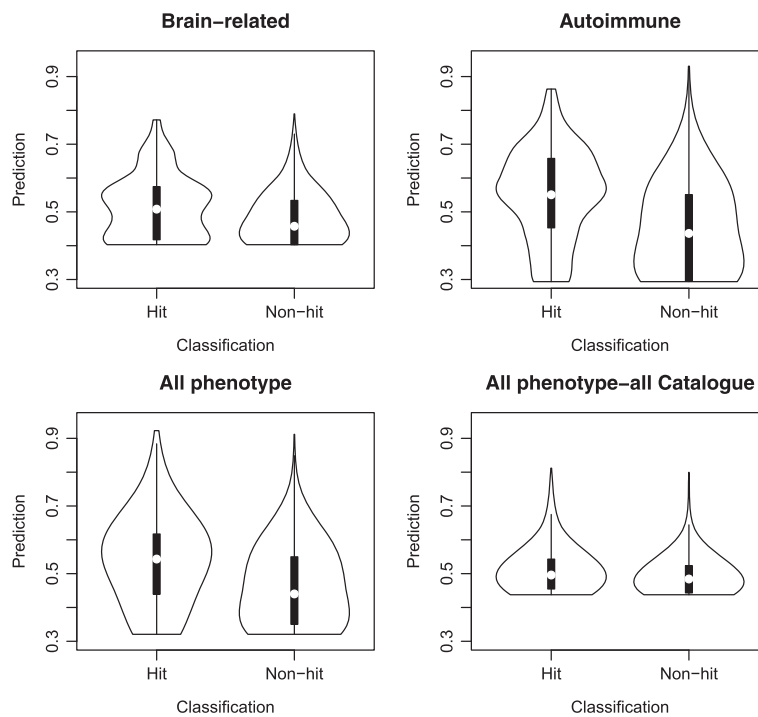 Brain−related
Prediction
0.9
0.7
0.5
0.3
Hit
Non−hit
Classification
Autoimmune
Prediction
0.9
0.7
0.5
0.3
Hit
Non−hit
Classification
All phenotype
Prediction
0.9
0.7
0.5
0.3
Hit
Non−hit
Classification
All phenotype−all Catalogue
Prediction
0.9
0.7
0.5
0.3
Hit
Non−hit
Classification